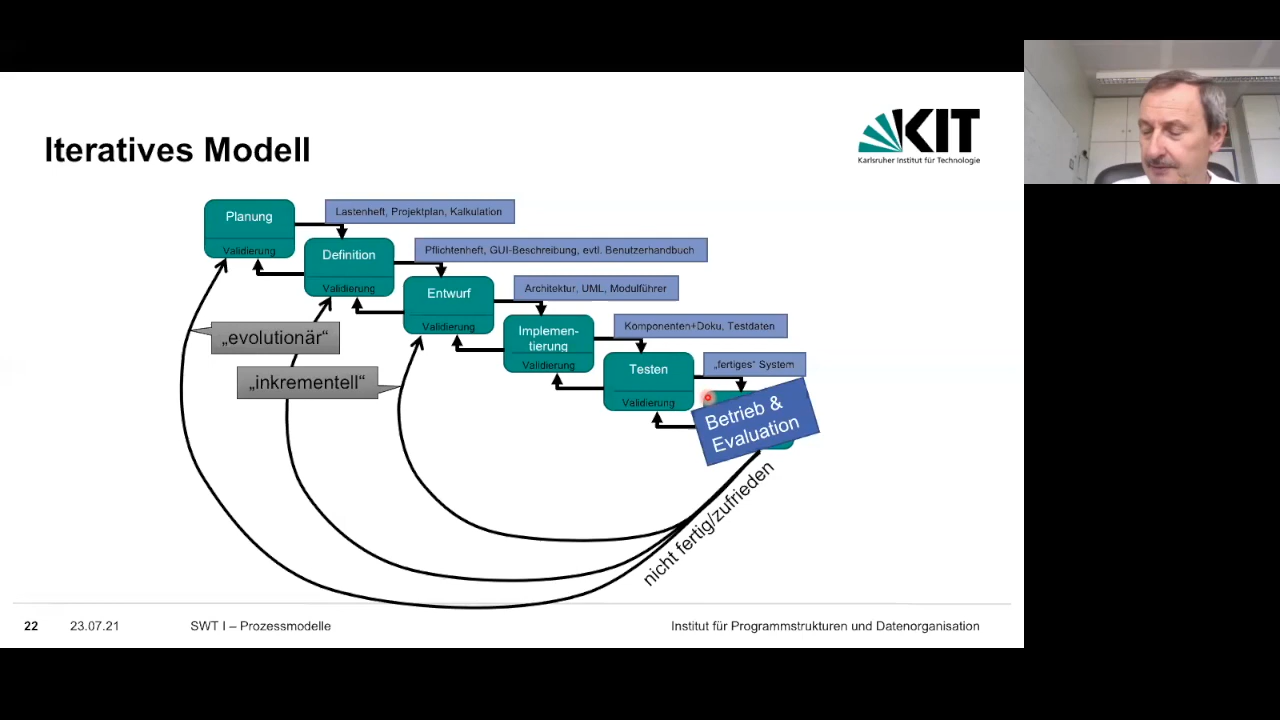 Iteratives Modell
KIT
Karlsruher Institut für Technologie
Planung
Validierung
Lastenheft, Projektplan, Kalkulation
Definition
Validierung
Pflichtenheft, GUI-Beschreibung, evtl. Benutzerhandbuch
Entwurf
Validierung
Architektur, UML, Modulführer
Implemen-
tierung
Validierung
Komponenten+Doku, Testdaten
Testen
Validierung
„fertiges“ System
Betrieb &
Evaluation
„evolutionär“
„inkrementell“
nicht fertig/zufrieden
22
23.07.21
SWT I – Prozessmodelle
Institut für Programmstrukturen und Datenorganisation